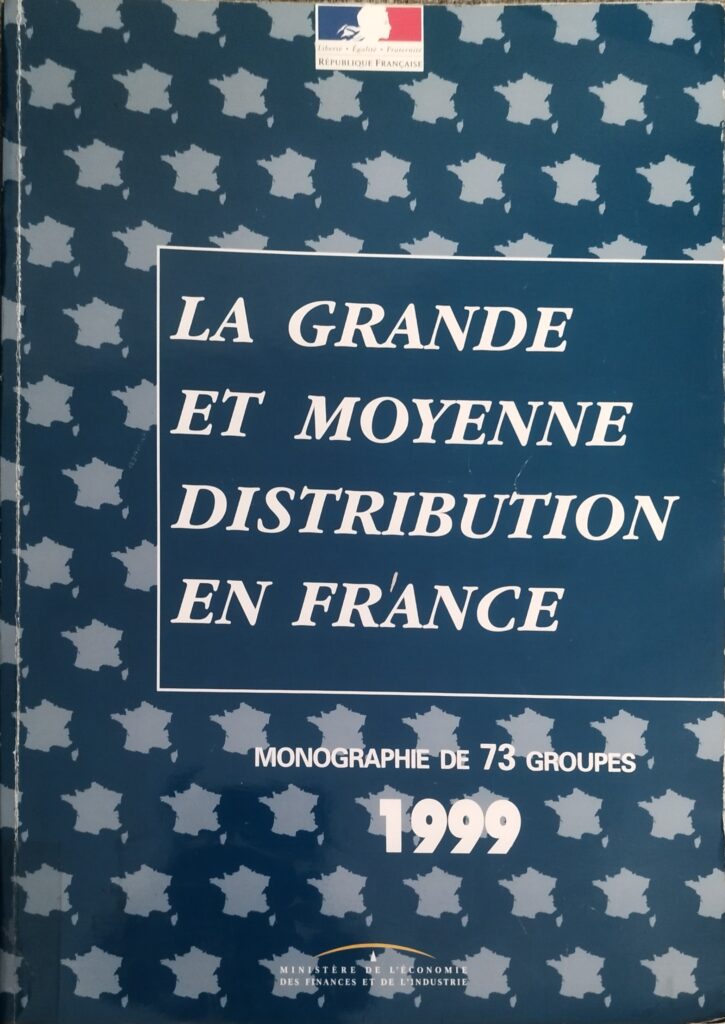 Liberté • Égalité • Fraternité
RÉPUBLIQUE FRANÇAISE
LA GRANDE
ET MOYENNE
DISTRIBUTION
EN FRANCE
MONOGRAPHIE DE 73 GROUPES
1999
MINISTÈRE DE L'ÉCONOMIE
DES FINANCES ET DE L'INDUSTRIE